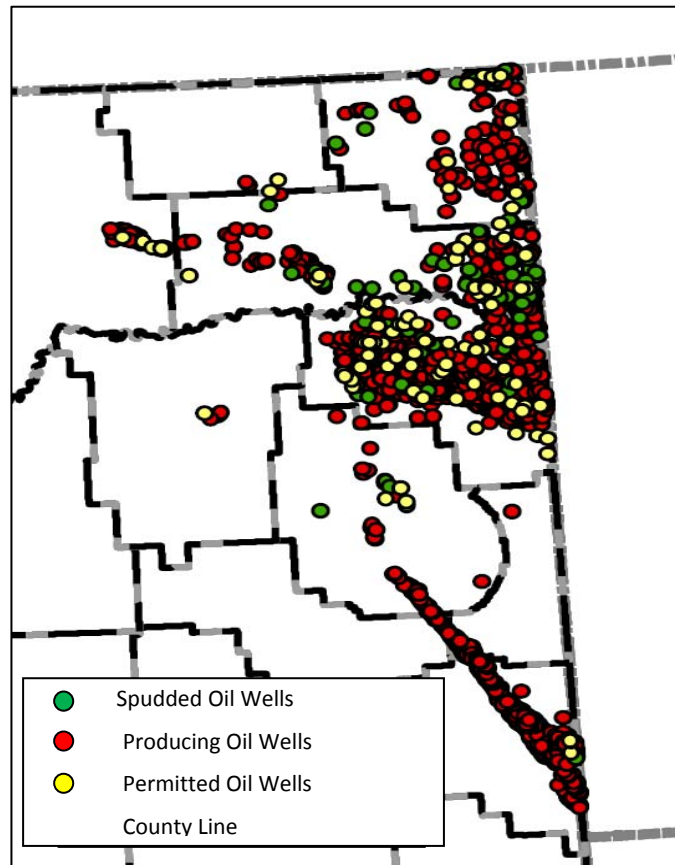 Spudded Oil Wells
Producing Oil Wells
Permitted Oil Wells
County Line